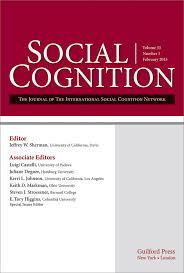 SOCIAL
COGNITION
Volume 33
Number 1
February 2015
THE JOURNAL OF THE INTERNATIONAL SOCIAL COGNITION NETWORK
Editor
Jeffrey W. Sherman, University of California, Davis
Associate Editors
Luigi Castelli, University of Padova
Juliane Degner, Hamburg University
Kerri L. Johnson, University of California, Los Angeles
Keith D. Markman, Ohio University
Steven J. Stroessner, Barnard College
E. Tory Higgins, Columbia University
Special Issues Editor
Guilford Press
New York • London